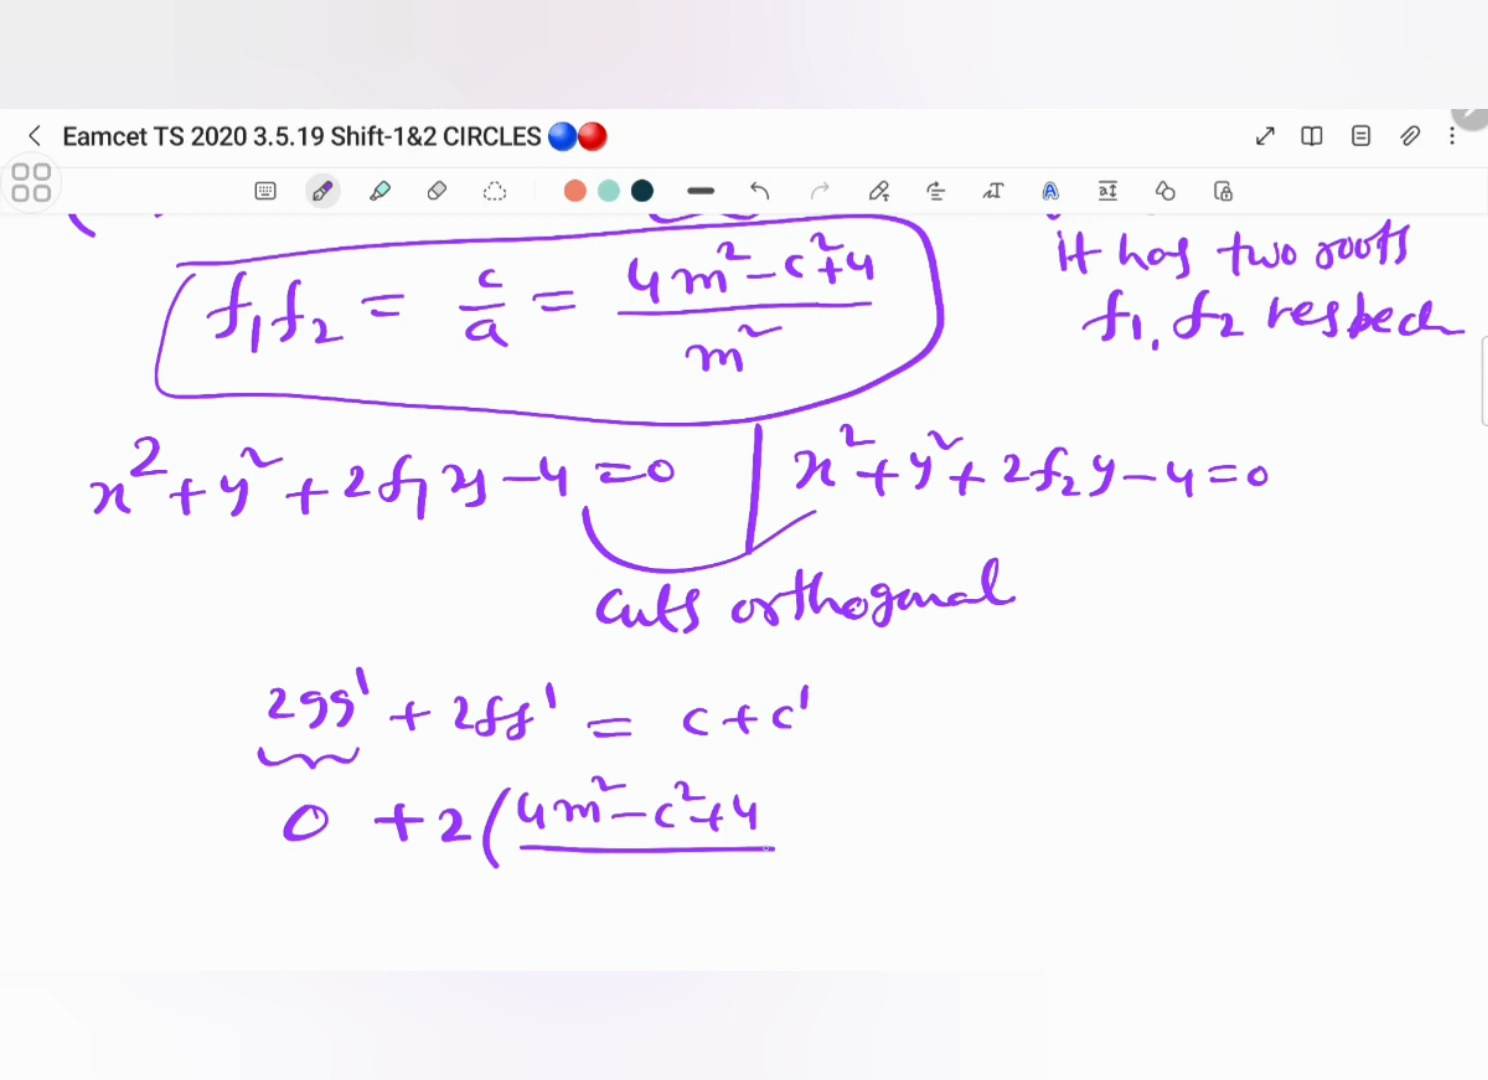 Eamcet TS 2020 3.5.19 Shift-1&2 CIRCLES 🔵🔴
it has two roots
f₁f₂ = c/a = (4m²-c²+4)/m²
f₁, f₂ respect
x²+y²+2f₁y-4=0 | x²+y²+2f₂y-4=0
cuts orthogonal
2gg' + 2ff' = c+c'
0 +2(4m²-c²+4